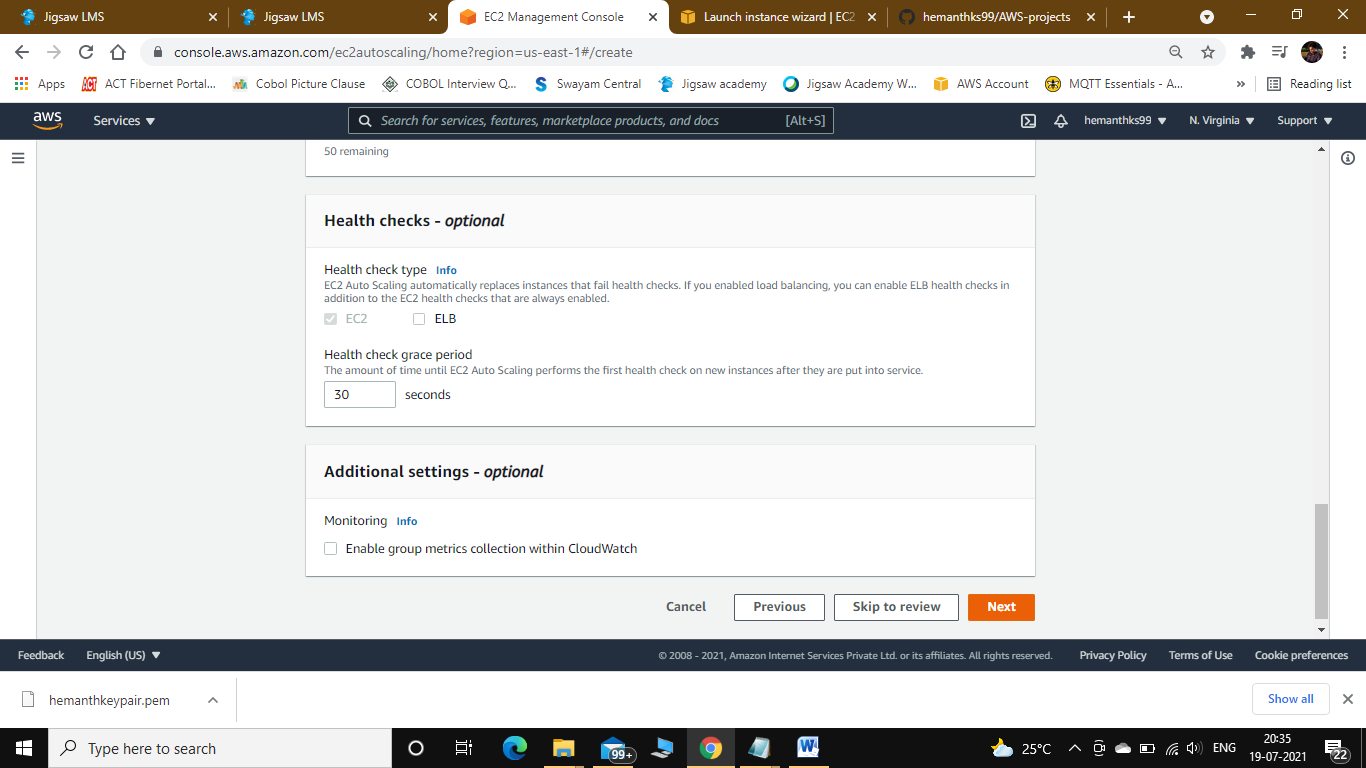 Jigsaw LMS
Jigsaw LMS
EC2 Management Console
Launch instance wizard | EC2
hemanthks99/AWS-projects
console.aws.amazon.com/ec2autoscaling/home?region=us-east-1#/create
Apps
ACT ACT Fibernet Portal...
Cobol Picture Clause
COBOL Interview Q...
S Swayam Central
Jigsaw academy
Jigsaw Academy W...
AWS Account
MQTT Essentials - A...
»
Reading list
aws
Services
Search for services, features, marketplace products, and docs
[Alt+S]
hemanthks99
N. Virginia
Support
50 remaining
Health checks - optional
Health check type Info
EC2 Auto Scaling automatically replaces instances that fail health checks. If you enabled load balancing, you can enable ELB health checks in
addition to the EC2 health checks that are always enabled.
EC2 ELB
Health check grace period
The amount of time until EC2 Auto Scaling performs the first health check on new instances after they are put into service.
30 seconds
Additional settings - optional
Monitoring Info
Enable group metrics collection within CloudWatch
Cancel Previous Skip to review Next
Feedback English (US) © 2008 - 2021, Amazon Internet Services Private Ltd. or its affiliates. All rights reserved. Privacy Policy Terms of Use Cookie preferences
hemanthkeypair.pem
Show all
Type here to search
99+
W
25°C
ENG
20:35
19-07-2021
22